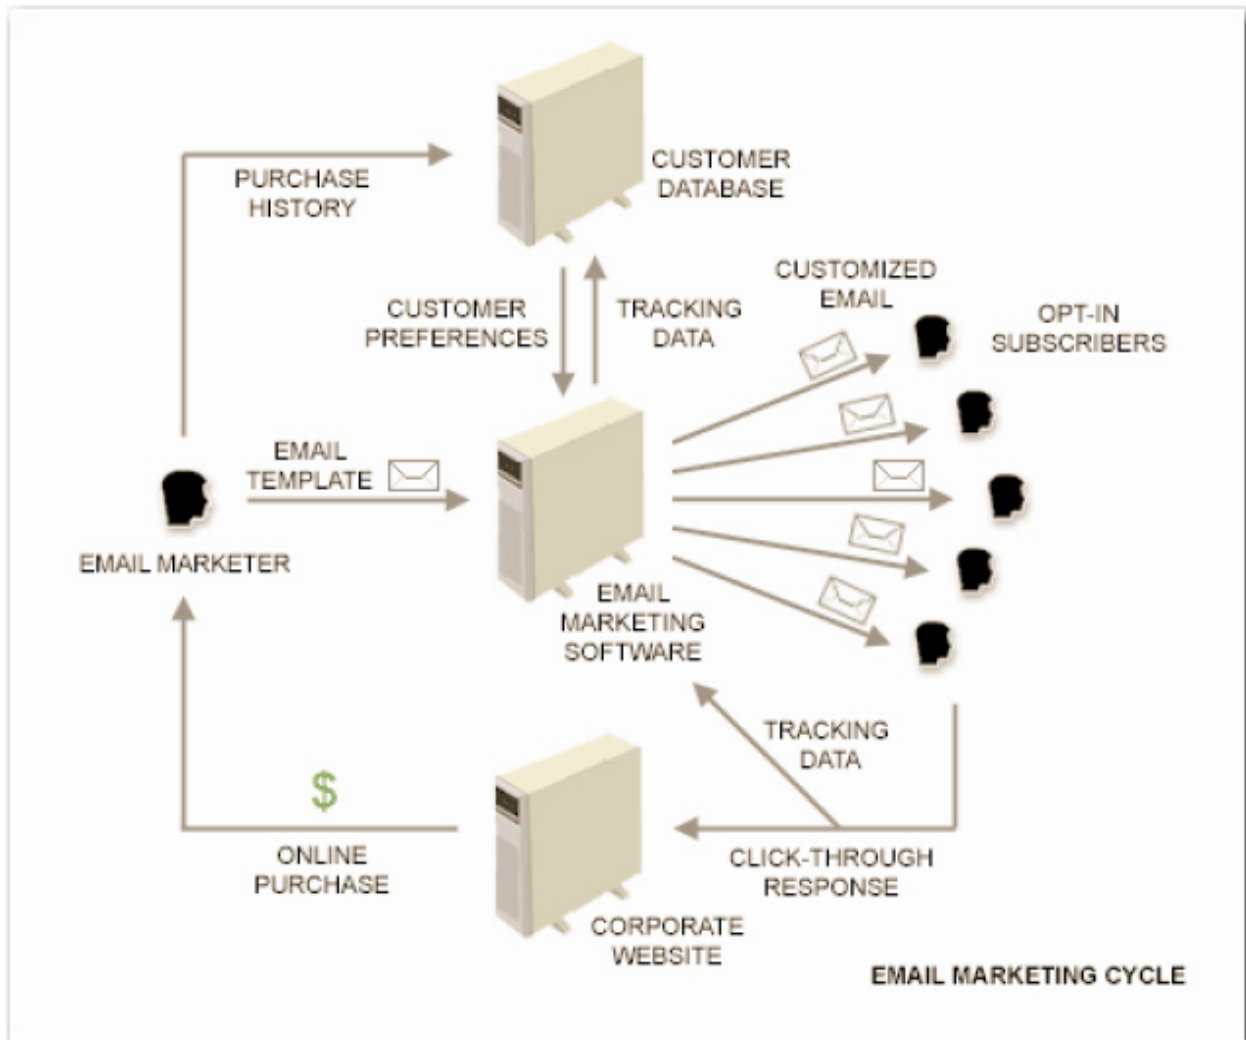 CUSTOMER
DATABASE
PURCHASE
HISTORY
CUSTOMER
PREFERENCES
TRACKING
DATA
CUSTOMIZED
EMAIL
OPT-IN
SUBSCRIBERS
EMAIL
TEMPLATE
EMAIL MARKETER
EMAIL
MARKETING
SOFTWARE
TRACKING
DATA
$
ONLINE
PURCHASE
CLICK-THROUGH
RESPONSE
CORPORATE
WEBSITE
EMAIL MARKETING CYCLE